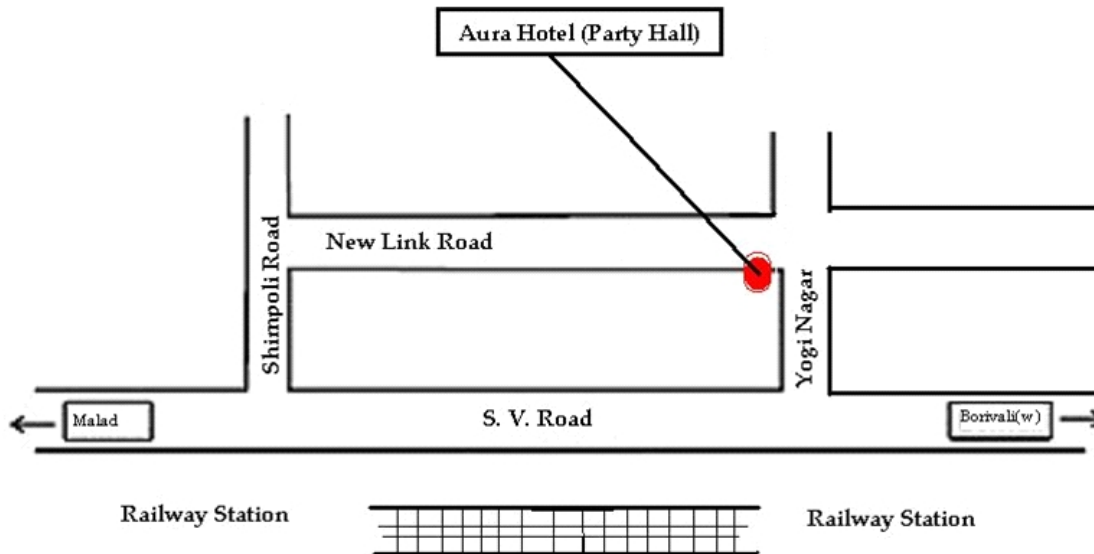 Aura Hotel (Party Hall)
New Link Road
Shimpoli Road
Yogi Nagar
Malad
S. V. Road
Borivali(w)
Railway Station
Railway Station